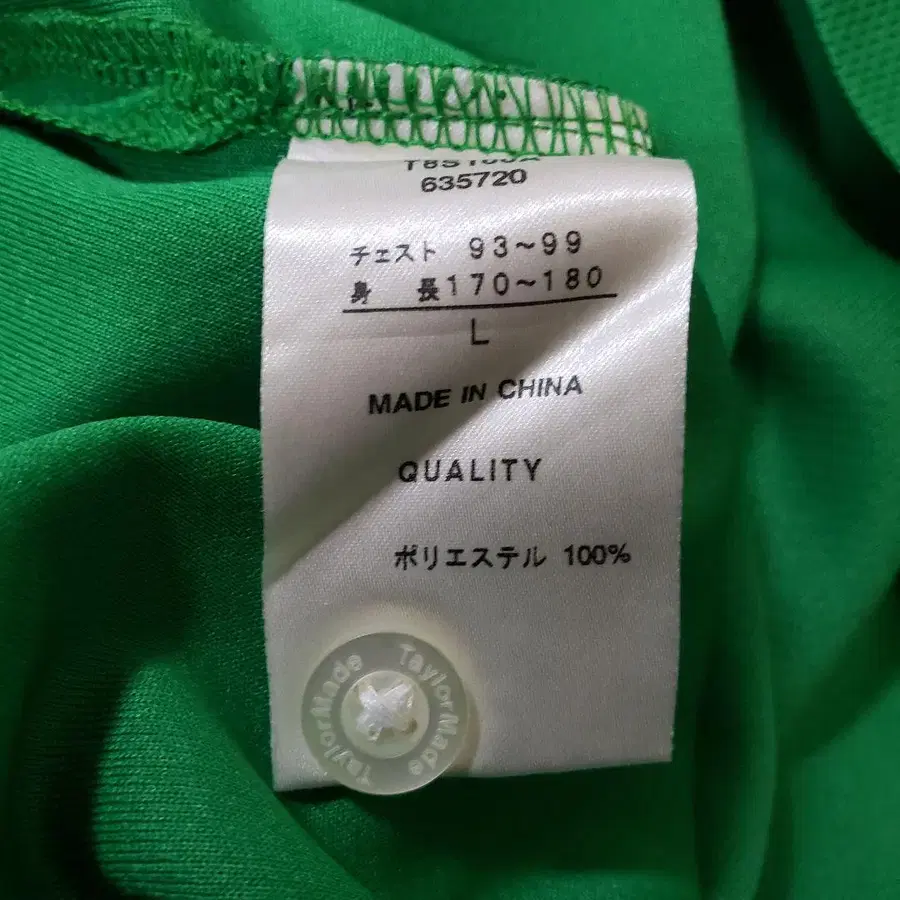 635720
チェスト 93~99
身 長170~180
L
MADE IN CHINA
QUALITY
ポリエステル 100%
TaylorMade TaylorMade